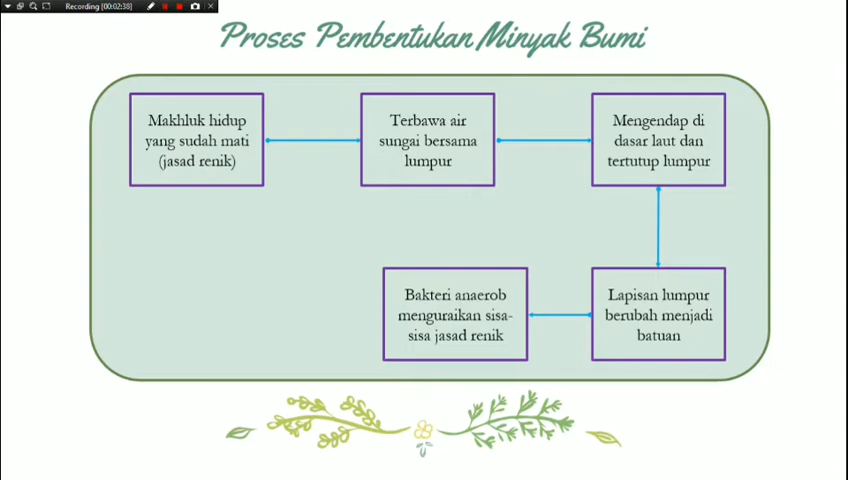 Recording [00:02:38]
Proses Pembentukan Minyak Bumi
Makhluk hidup
yang sudah mati
(jasad renik)
Terbawa air
sungai bersama
lumpur
Mengendap di
dasar laut dan
tertutup lumpur
Lapisan lumpur
berubah menjadi
batuan
Bakteri anaerob
menguraikan sisa-
sisa jasad renik